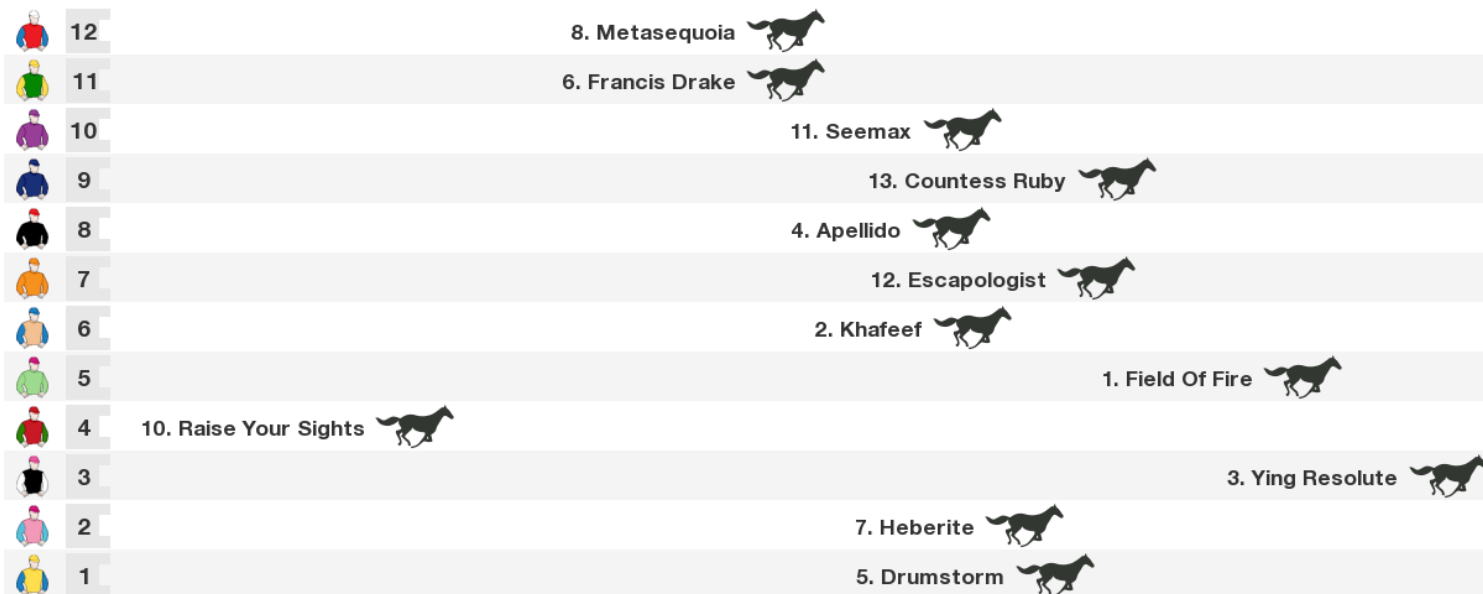 12 8. Metasequoia
11 6. Francis Drake
10 11. Seemax
9 13. Countess Ruby
8 4. Apellido
7 12. Escapologist
6 2. Khafeef
5 1. Field Of Fire
4 10. Raise Your Sights
3 3. Ying Resolute
2 7. Heberite
1 5. Drumstorm